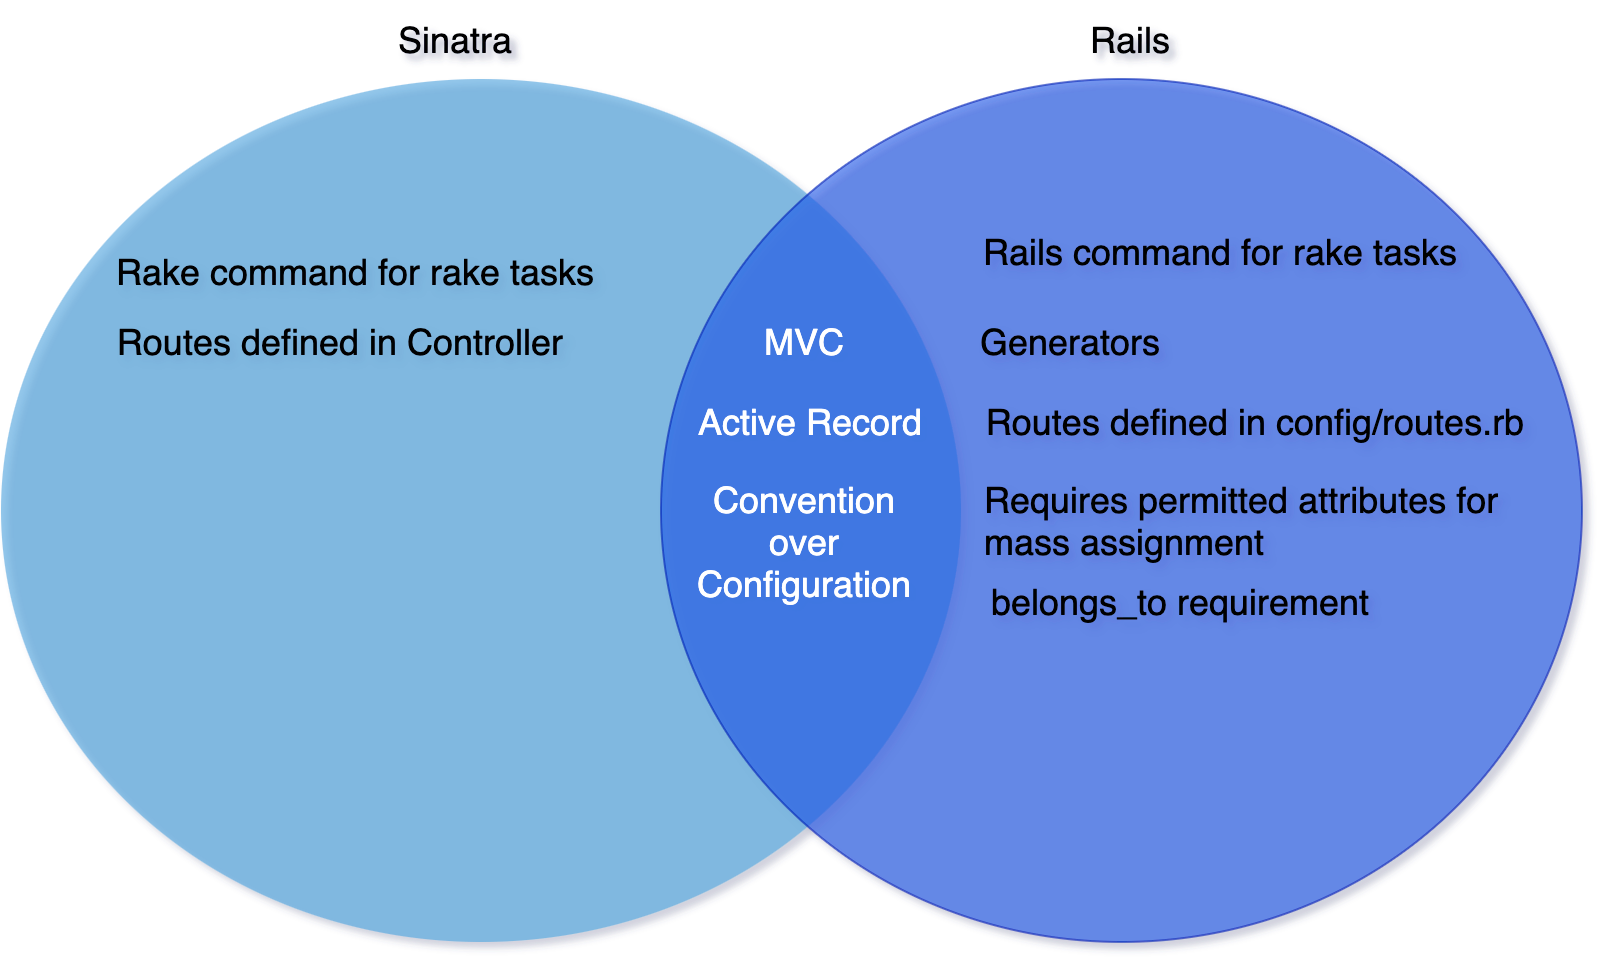 Sinatra
Rails
Rake command for rake tasks
Routes defined in Controller
MVC
Active Record
Convention
over
Configuration
Rails command for rake tasks
Generators
Routes defined in config/routes.rb
Requires permitted attributes for
mass assignment
belongs_to requirement